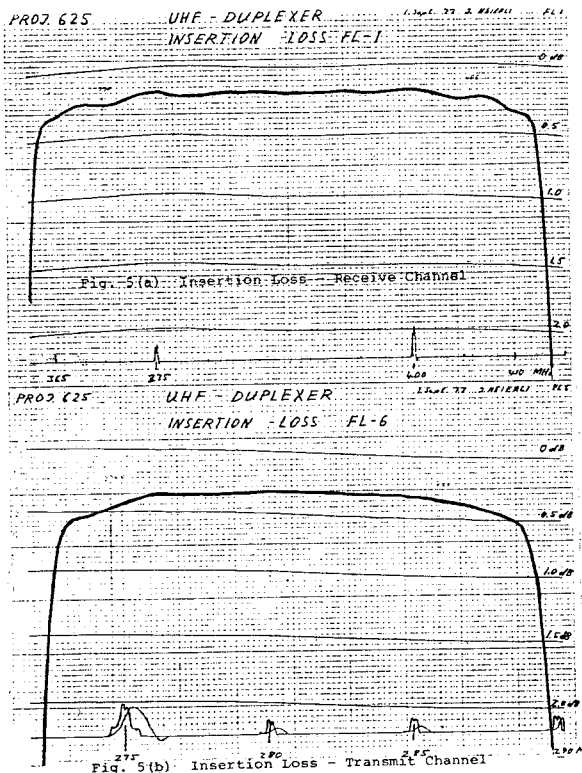 PROJ. 625 UHF - DUPLEXER FL 1
INSERTION - LOSS FL-1
0 dB
0.5
1.0
1.5
Fig. 5(a) Insertion Loss - Receive Channel
2.0
365 375 400 410 MHz
PROJ. 625 UHF - DUPLEXER
INSERTION - LOSS FL-6
0 dB
0.5 dB
1.0 dB
1.5 dB
2.0 dB
275 280 285 290
Fig. 5(b) Insertion Loss - Transmit Channel